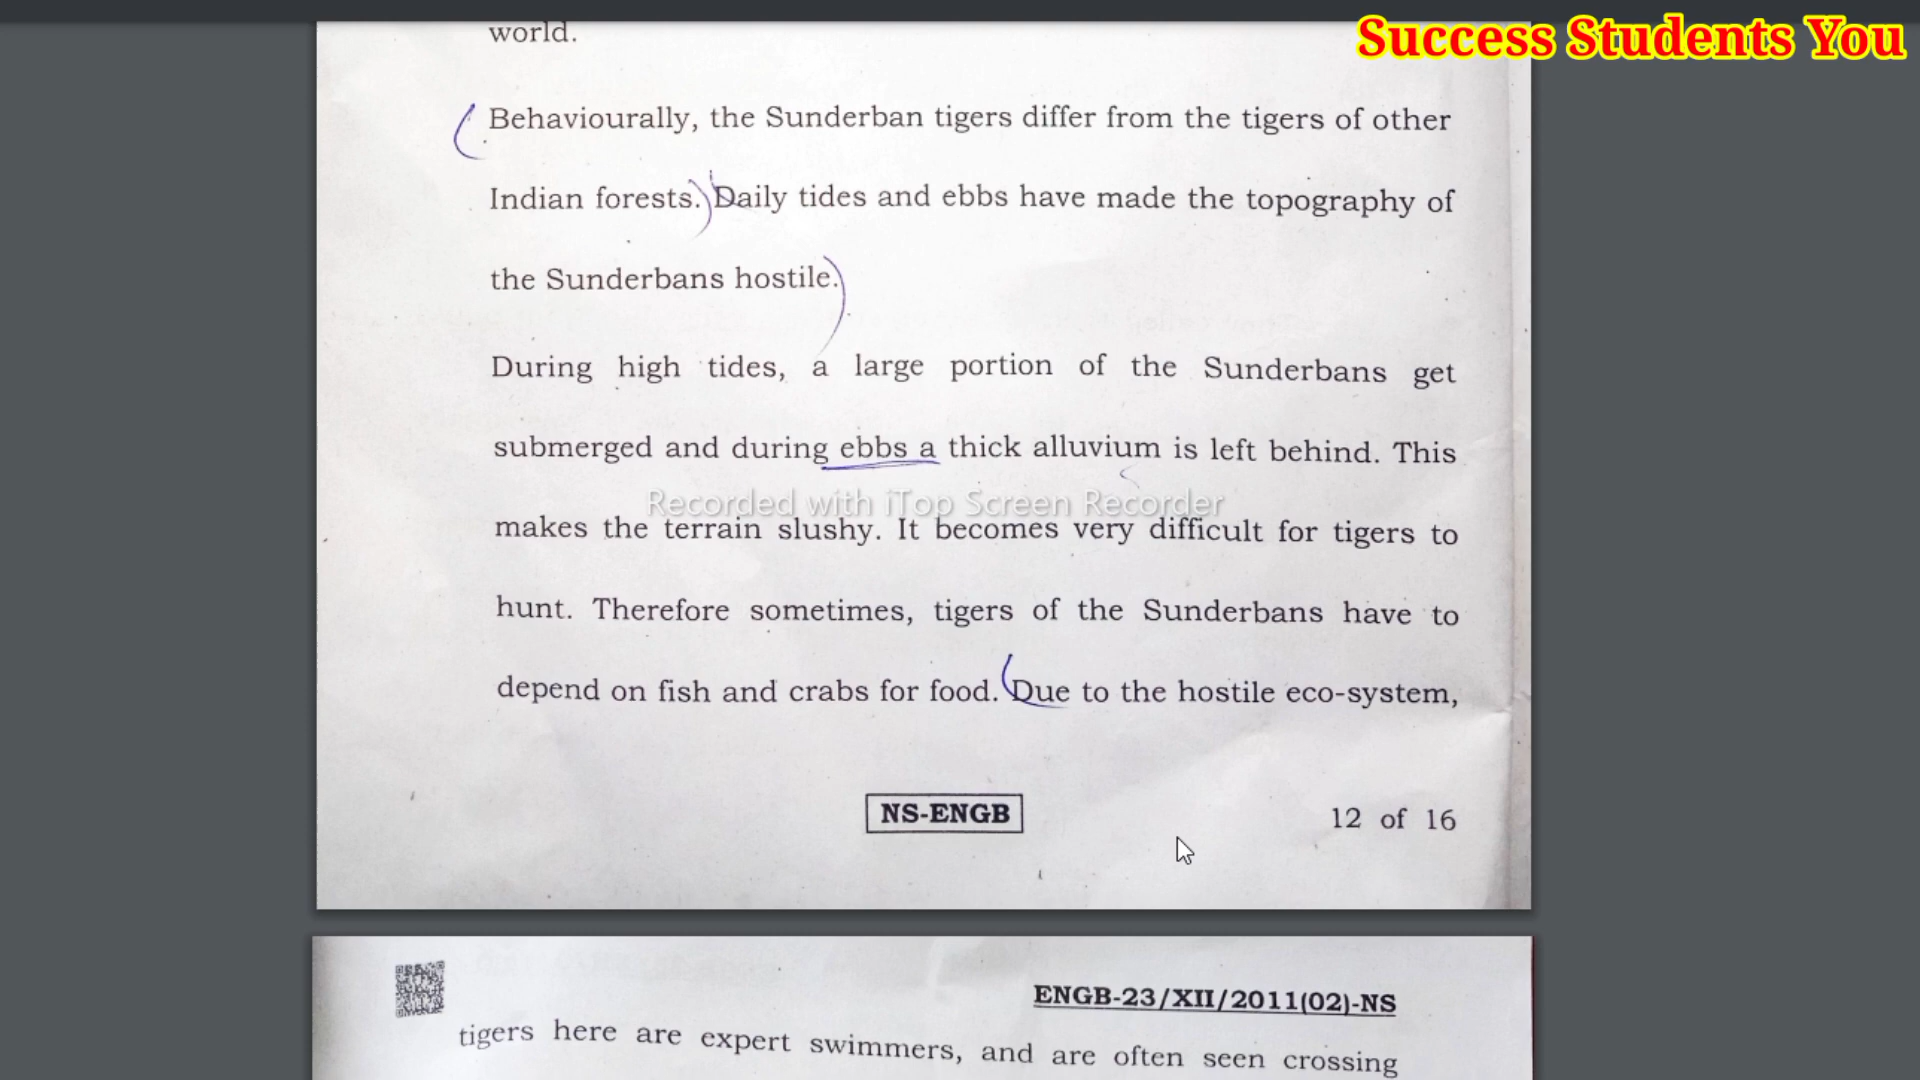 Success Students You
world.
Behaviourally, the Sunderban tigers differ from the tigers of other
Indian forests. Daily tides and ebbs have made the topography of
the Sunderbans hostile.
During high tides, a large portion of the Sunderbans get
submerged and during ebbs a thick alluvium is left behind. This
Recorded with iTop Screen Recorder
makes the terrain slushy. It becomes very difficult for tigers to
hunt. Therefore sometimes, tigers of the Sunderbans have to
depend on fish and crabs for food. Due to the hostile eco-system,
NS-ENGB
12 of 16
ENGB-23/XII/2011(02)-NS
tigers here are expert swimmers, and are often seen crossing